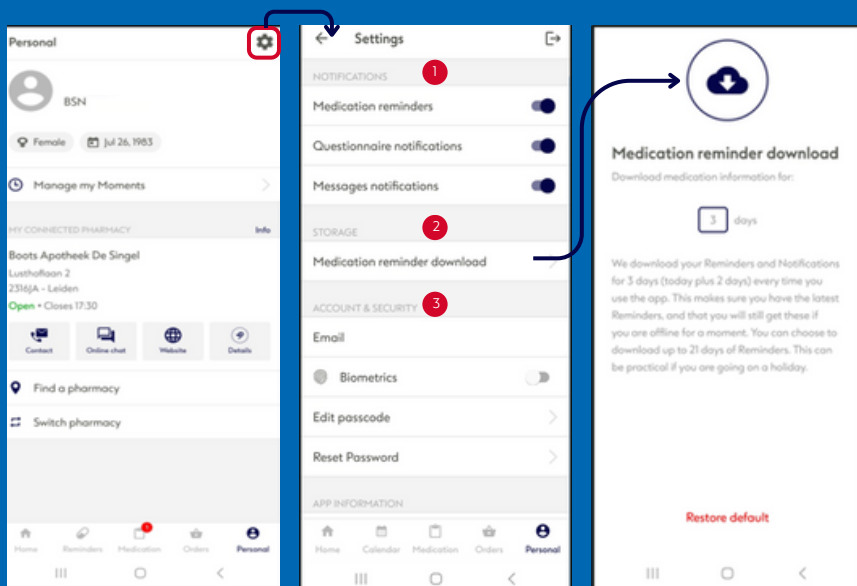 Personal
BSN
Female
Jul 26, 1983
Manage my Moments
MY CONNECTED PHARMACY
Info
Boots Apotheek De Singel
Lusthoflaan 2
2316JA - Leiden
Open • Closes 17:30
Contact
Online chat
Website
Details
Find a pharmacy
Switch pharmacy
1
Home
Reminders
Medication
Orders
Personal
Settings
NOTIFICATIONS
1
Medication reminders
Questionnaire notifications
Messages notifications
STORAGE
2
Medication reminder download
ACCOUNT & SECURITY
3
Email
Biometrics
Edit passcode
Reset Password
APP INFORMATION
Home
Calendar
Medication
Orders
Personal
Medication reminder download
Download medication information for:
3 days
We download your Reminders and Notifications
for 3 days (today plus 2 days) every time you
use the app. This makes sure you have the latest
Reminders, and that you will still get these if
you are offline for a moment. You can choose to
download up to 21 days of Reminders. This can
be practical if you are going on a holiday.
Restore default